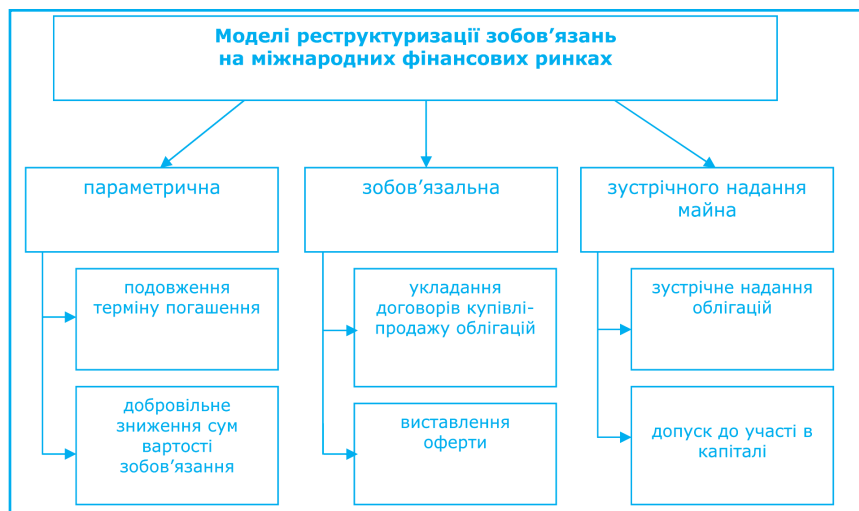 Моделі реструктуризації зобов’язань
на міжнародних фінансових ринках
параметрична
зобов’язальна
зустрічного надання
майна
подовження
терміну погашення
укладання
договорів купівлі-
продажу облігацій
зустрічне надання
облігацій
добровільне
зниження сум
вартості
зобов’язання
виставлення
оферти
допуск до участі в
капіталі